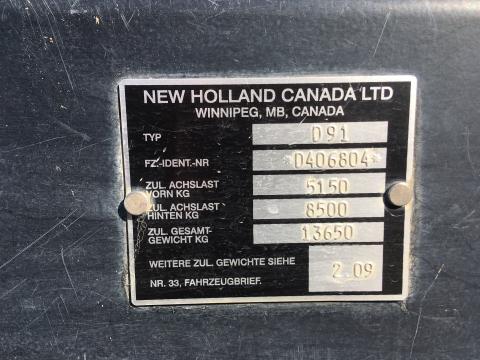 NEW HOLLAND CANADA LTD
WINNIPEG, MB, CANADA
TYP D91
FZ.-IDENT.-NR D406804
ZUL. ACHSLAST
VORN KG 5150
ZUL. ACHSLAST
HINTEN KG 8500
ZUL. GESAMT-
GEWICHT KG 13650
WEITERE ZUL. GEWICHTE SIEHE
NR. 33, FAHRZEUGBRIEF. 2.09